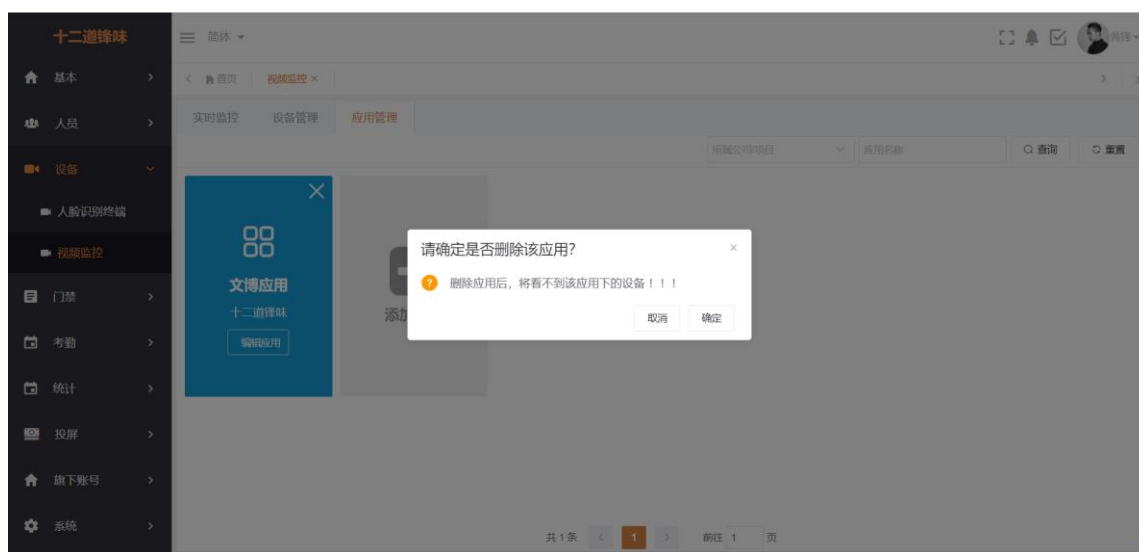 十二道锋味
简体
基本
首页
视频监控 ×
人员
实时监控
设备管理
应用管理
所属公司/项目
应用名称
查询
重置
设备
人脸识别终端
视频监控
门禁
考勤
统计
投屏
旗下账号
系统
文博应用
十二道锋味
编辑应用
添加
请确定是否删除该应用?
删除应用后，将看不到该应用下的设备！！！
取消
确定
共 1 条
1
前往 1 页